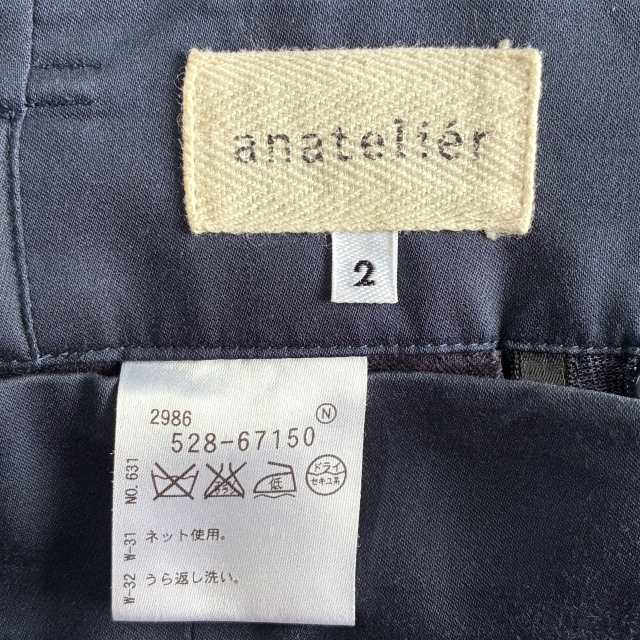 anateliér
2
2986 N
528-67150
低 ドライ
セキユ系
ネット使用。
うら返し洗い。
NO.631
W-31
W-32